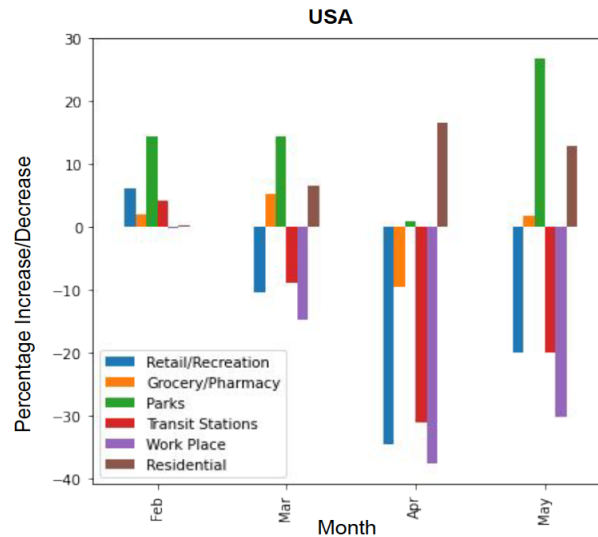 USA
Percentage Increase/Decrease
30
20
10
0
-10
-20
-30
-40
Retail/Recreation
Grocery/Pharmacy
Parks
Transit Stations
Work Place
Residential
Feb
Mar
Apr
May
Month